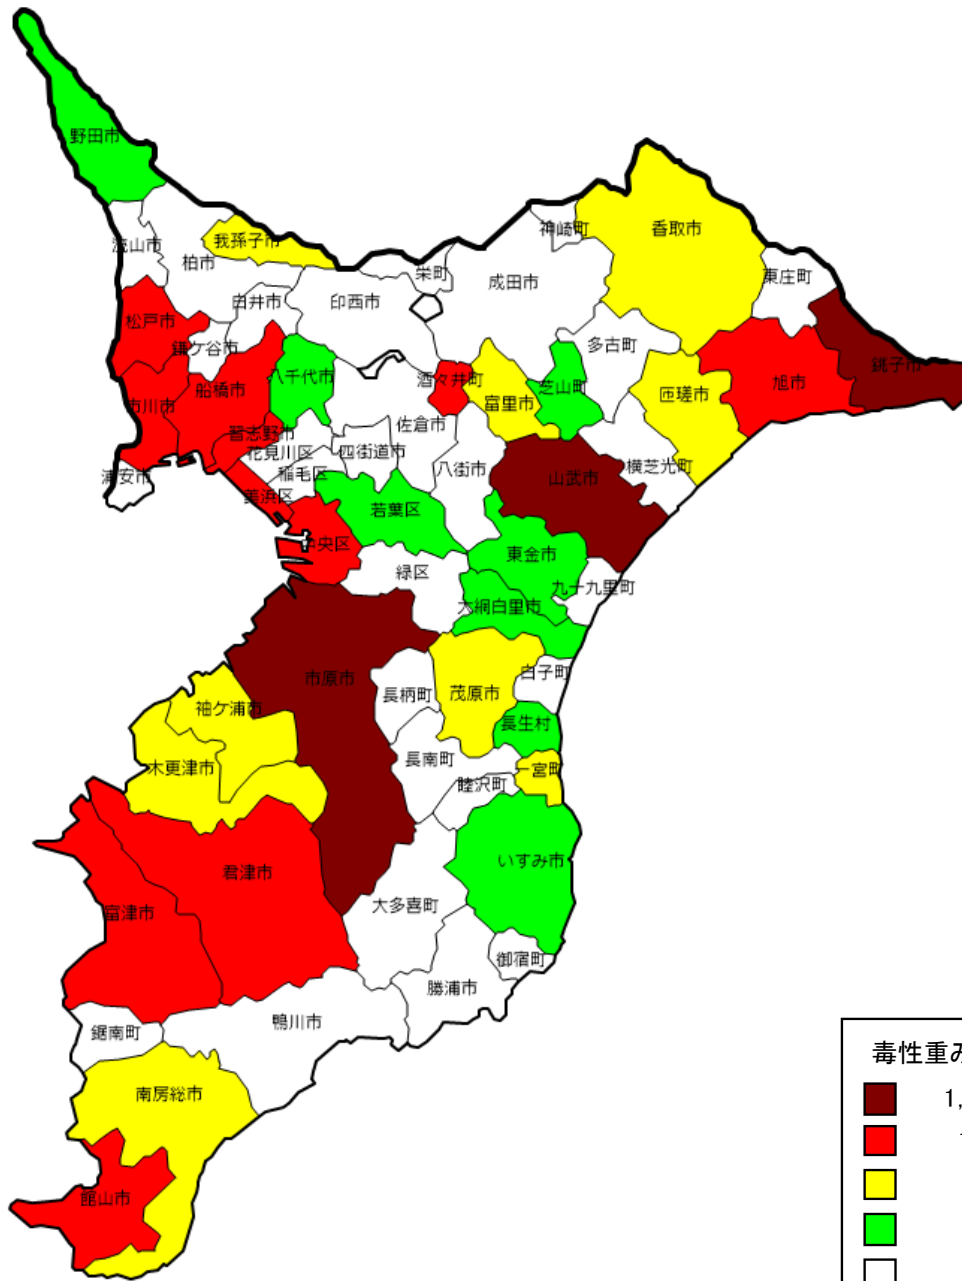 野田市
我孫子市
流山市
柏市
神崎町
香取市
栄町
成田市
東庄町
白井市
印西市
松戸市
鎌ケ谷市
多古町
銚子市
船橋市
八千代市
酒々井町
富里市
芝山町
匝瑳市
旭市
市川市
習志野市
佐倉市
花見川区
四街道市
稲毛区
八街市
横芝光町
浦安市
美浜区
山武市
若葉区
中央区
東金市
緑区
九十九里町
大網白里市
市原市
長柄町
茂原市
白子町
袖ケ浦市
長生村
木更津市
長南町
一宮町
睦沢町
いすみ市
君津市
富津市
大多喜町
御宿町
勝浦市
鴨川市
鋸南町
南房総市
館山市
毒性重み
1,